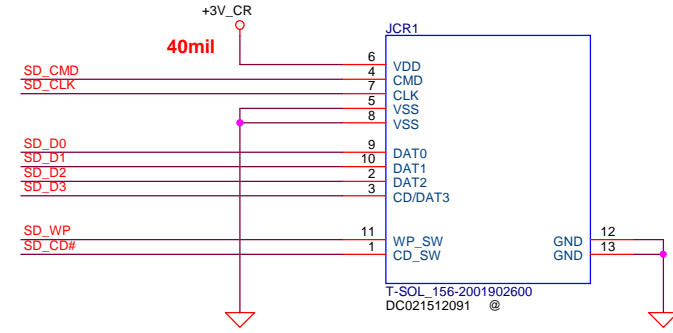 +3V_CR
JCR1
40mil
6 VDD
SD_CMD 4 CMD
SD_CLK 7 CLK
5 VSS
8 VSS
SD_D0 9 DAT0
SD_D1 10 DAT1
SD_D2 2 DAT2
SD_D3 3 CD/DAT3
SD_WP 11 WP_SW GND 12
SD_CD# 1 CD_SW GND 13
T-SOL_156-2001902600
DC021512091 @